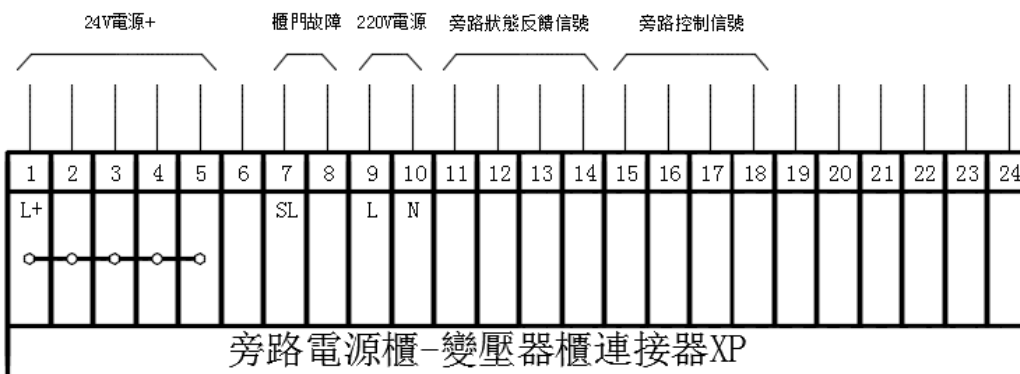 24V電源+ 櫃門故障 220V電源 旁路狀態反饋信號 旁路控制信號
1 2 3 4 5 6 7 8 9 10 11 12 13 14 15 16 17 18 19 20 21 22 23 24
L+ SL L N
旁路電源櫃-變壓器櫃連接器XP